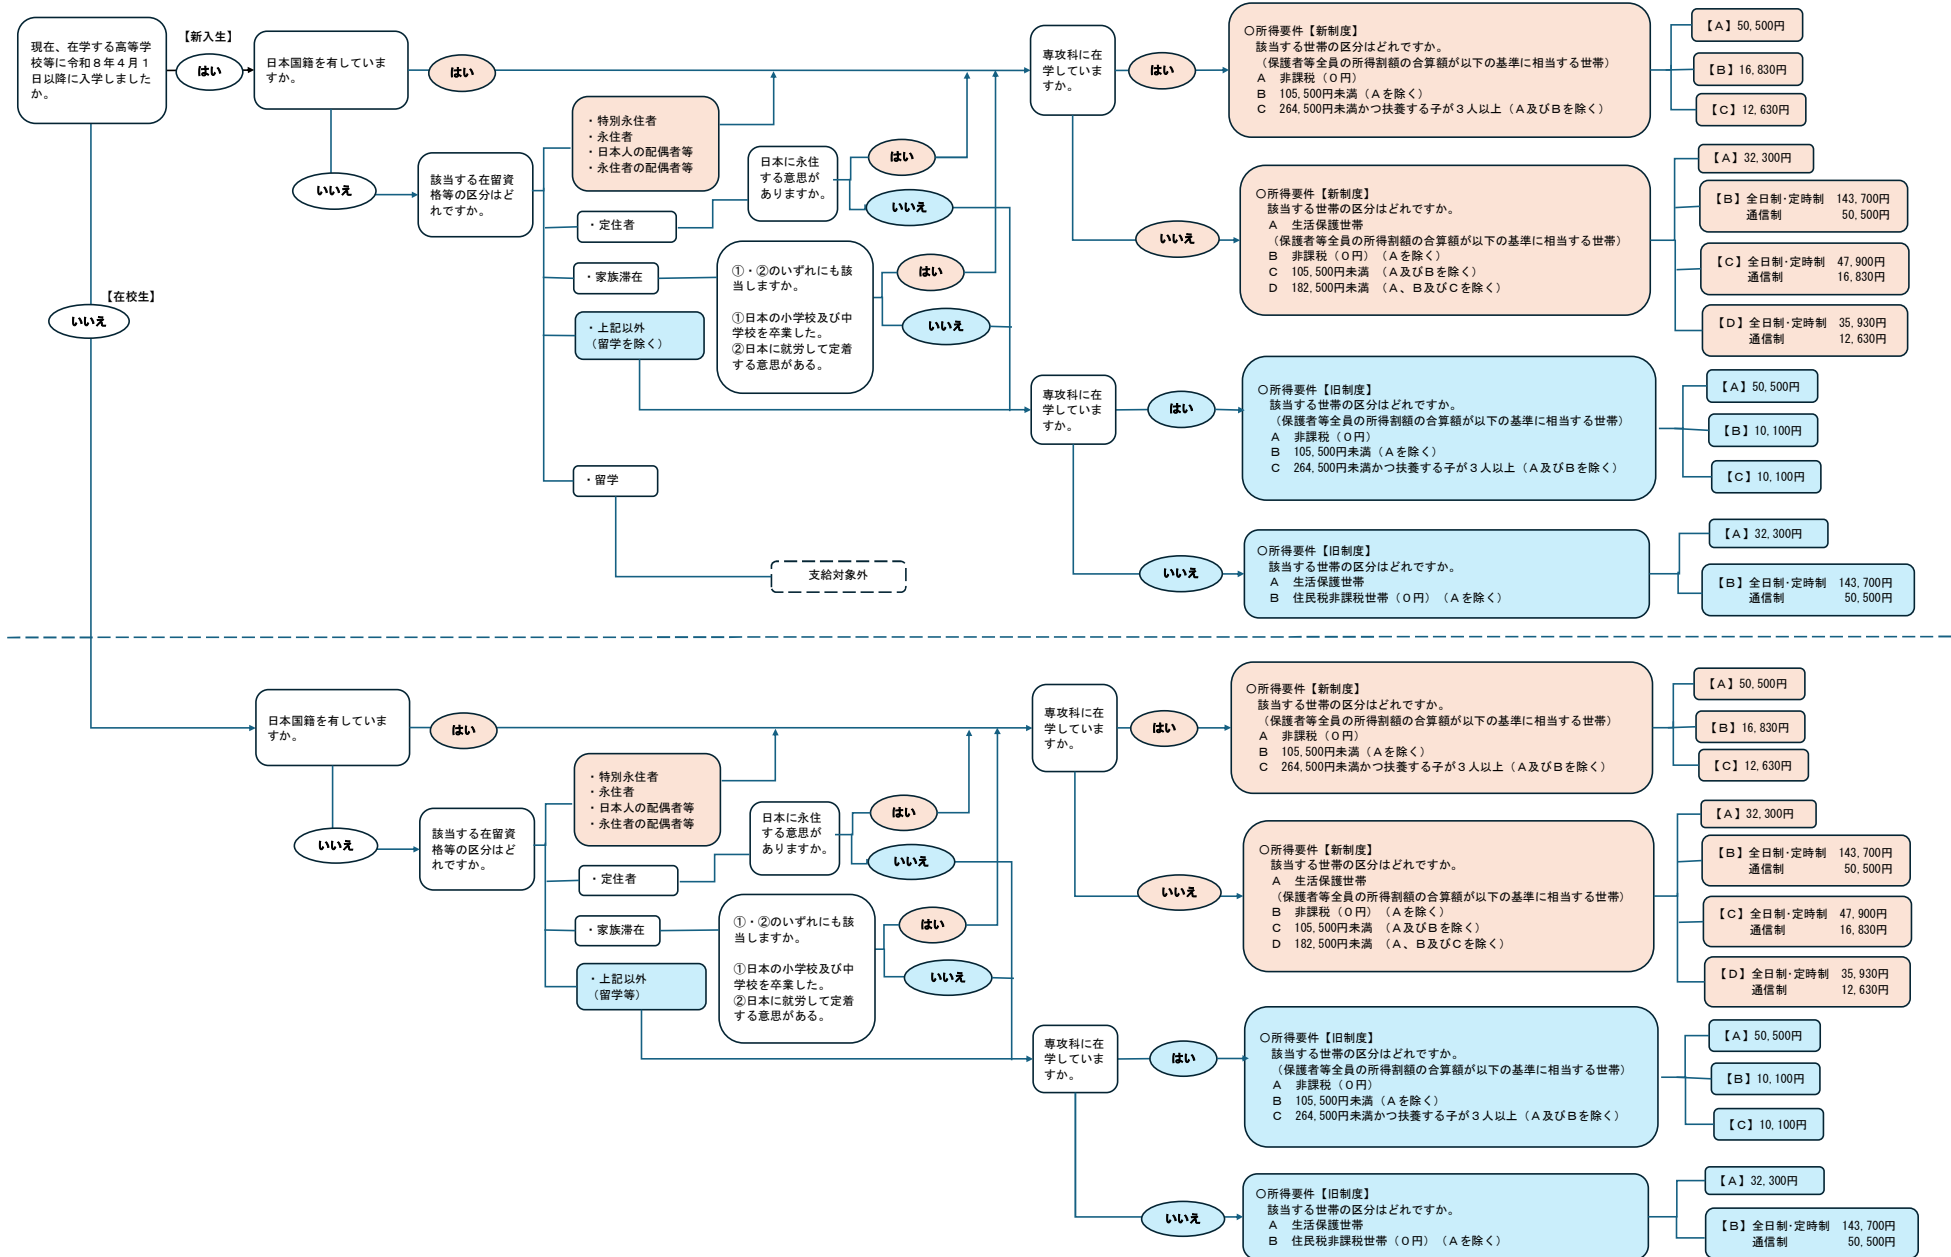 現在、在学する高等学
校等に令和８年４月１
日以降に入学しました
か。
【新入生】
はい
日本国籍を有していま
すか。
はい
いいえ
該当する在留資
格等の区分はど
れですか。
・特別永住者
・永住者
・日本人の配偶者等
・永住者の配偶者等
・定住者
日本に永住
する意思が
ありますか。
はい
いいえ
・家族滞在
①・②のいずれにも該
当しますか。
①日本の小学校及び中
学校を卒業した。
②日本に就労して定着
する意思がある。
はい
いいえ
・上記以外
（留学を除く）
・留学
支給対象外
専攻科に在
学していま
すか。
はい
○所得要件【新制度】
該当する世帯の区分はどれですか。
（保護者等全員の所得割額の合算額が以下の基準に相当する世帯）
Ａ　非課税（０円）
Ｂ　105,500円未満（Ａを除く）
Ｃ　264,500円未満かつ扶養する子が３人以上（Ａ及びＢを除く）
【Ａ】50,500円
【Ｂ】16,830円
【Ｃ】12,630円
いいえ
○所得要件【新制度】
該当する世帯の区分はどれですか。
Ａ　生活保護世帯
（保護者等全員の所得割額の合算額が以下の基準に相当する世帯）
Ｂ　非課税（０円）（Ａを除く）
Ｃ　105,500円未満　（Ａ及びＢを除く）
Ｄ　182,500円未満　（Ａ、Ｂ及びＣを除く）
【Ａ】32,300円
【Ｂ】全日制･定時制　143,700円
通信制　50,500円
【Ｃ】全日制･定時制　47,900円
通信制　16,830円
【Ｄ】全日制･定時制　35,930円
通信制　12,630円
専攻科に在
学していま
すか。
はい
○所得要件【旧制度】
該当する世帯の区分はどれですか。
（保護者等全員の所得割額の合算額が以下の基準に相当する世帯）
Ａ　非課税（０円）
Ｂ　105,500円未満（Ａを除く）
Ｃ　264,500円未満かつ扶養する子が３人以上（Ａ及びＢを除く）
【Ａ】50,500円
【Ｂ】10,100円
【Ｃ】10,100円
いいえ
○所得要件【旧制度】
該当する世帯の区分はどれですか。
Ａ　生活保護世帯
Ｂ　住民税非課税世帯（０円）（Ａを除く）
【Ａ】32,300円
【Ｂ】全日制･定時制　143,700円
通信制　50,500円
【在校生】
いいえ
日本国籍を有していま
すか。
はい
いいえ
該当する在留資
格等の区分はど
れですか。
・特別永住者
・永住者
・日本人の配偶者等
・永住者の配偶者等
・定住者
日本に永住
する意思が
ありますか。
はい
いいえ
・家族滞在
①・②のいずれにも該
当しますか。
①日本の小学校及び中
学校を卒業した。
②日本に就労して定着
する意思がある。
はい
いいえ
・上記以外
（留学等）
専攻科に在
学していま
すか。
はい
○所得要件【新制度】
該当する世帯の区分はどれですか。
（保護者等全員の所得割額の合算額が以下の基準に相当する世帯）
Ａ　非課税（０円）
Ｂ　105,500円未満（Ａを除く）
Ｃ　264,500円未満かつ扶養する子が３人以上（Ａ及びＢを除く）
【Ａ】50,500円
【Ｂ】16,830円
【Ｃ】12,630円
いいえ
○所得要件【新制度】
該当する世帯の区分はどれですか。
Ａ　生活保護世帯
（保護者等全員の所得割額の合算額が以下の基準に相当する世帯）
Ｂ　非課税（０円）（Ａを除く）
Ｃ　105,500円未満　（Ａ及びＢを除く）
Ｄ　182,500円未満　（Ａ、Ｂ及びＣを除く）
【Ａ】32,300円
【Ｂ】全日制･定時制　143,700円
通信制　50,500円
【Ｃ】全日制･定時制　47,900円
通信制　16,830円
【Ｄ】全日制･定時制　35,930円
通信制　12,630円
専攻科に在
学していま
すか。
はい
○所得要件【旧制度】
該当する世帯の区分はどれですか。
（保護者等全員の所得割額の合算額が以下の基準に相当する世帯）
Ａ　非課税（０円）
Ｂ　105,500円未満（Ａを除く）
Ｃ　264,500円未満かつ扶養する子が３人以上（Ａ及びＢを除く）
【Ａ】50,500円
【Ｂ】10,100円
【Ｃ】10,100円
いいえ
○所得要件【旧制度】
該当する世帯の区分はどれですか。
Ａ　生活保護世帯
Ｂ　住民税非課税世帯（０円）（Ａを除く）
【Ａ】32,300円
【Ｂ】全日制･定時制　143,700円
通信制　50,500円